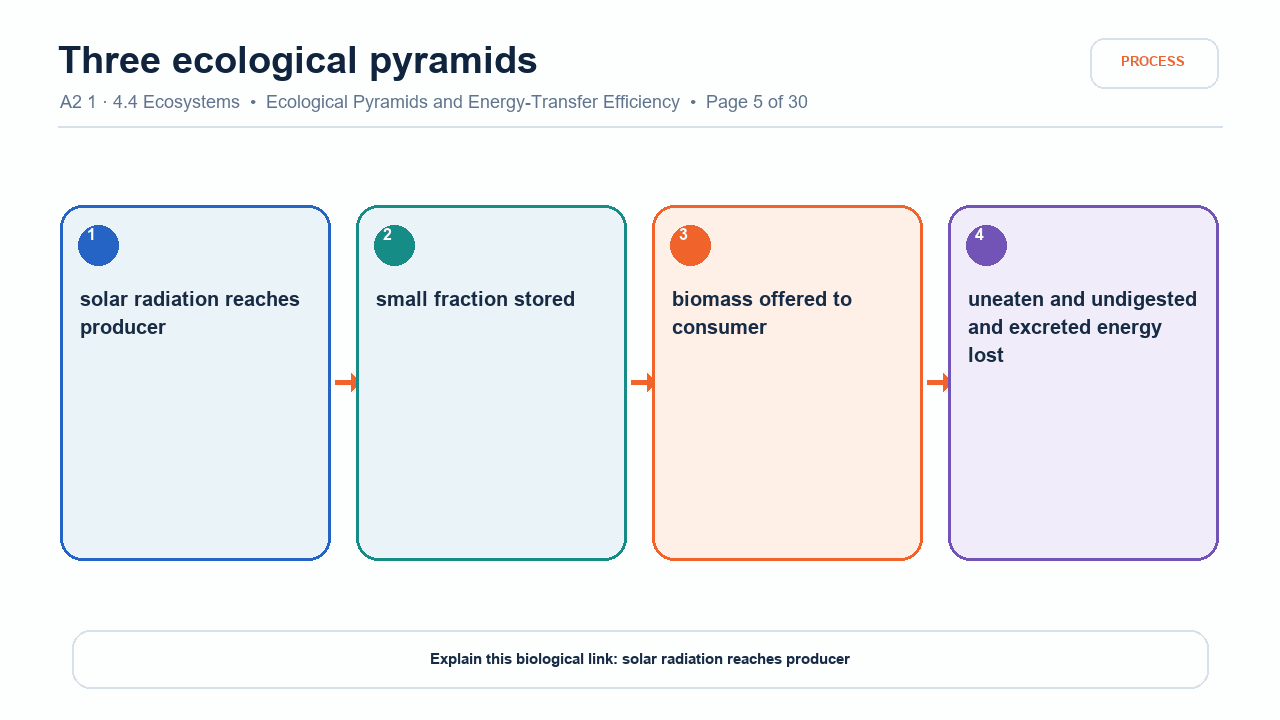 Three ecological pyramids
PROCESS
A2 1 · 4.4 Ecosystems • Ecological Pyramids and Energy-Transfer Efficiency • Page 5 of 30
1
solar radiation reaches
producer
2
small fraction stored
3
biomass offered to
consumer
4
uneaten and undigested
and excreted energy
lost
Explain this biological link: solar radiation reaches producer